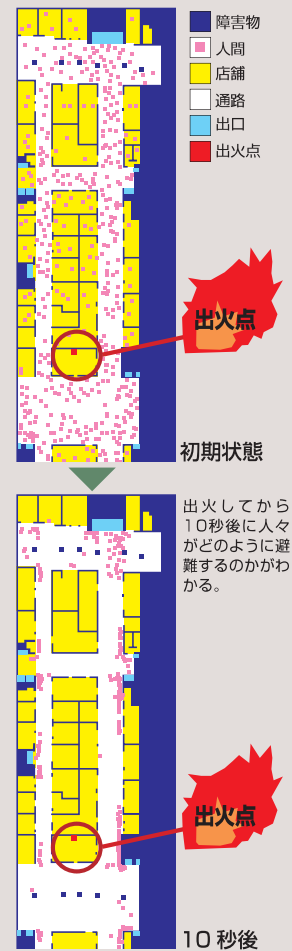 障害物
人間
店舗
通路
出口
出火点
出火点
初期状態
出火してから
10秒後に人々
がどのように避
難するのかがわ
かる。
出火点
10秒後